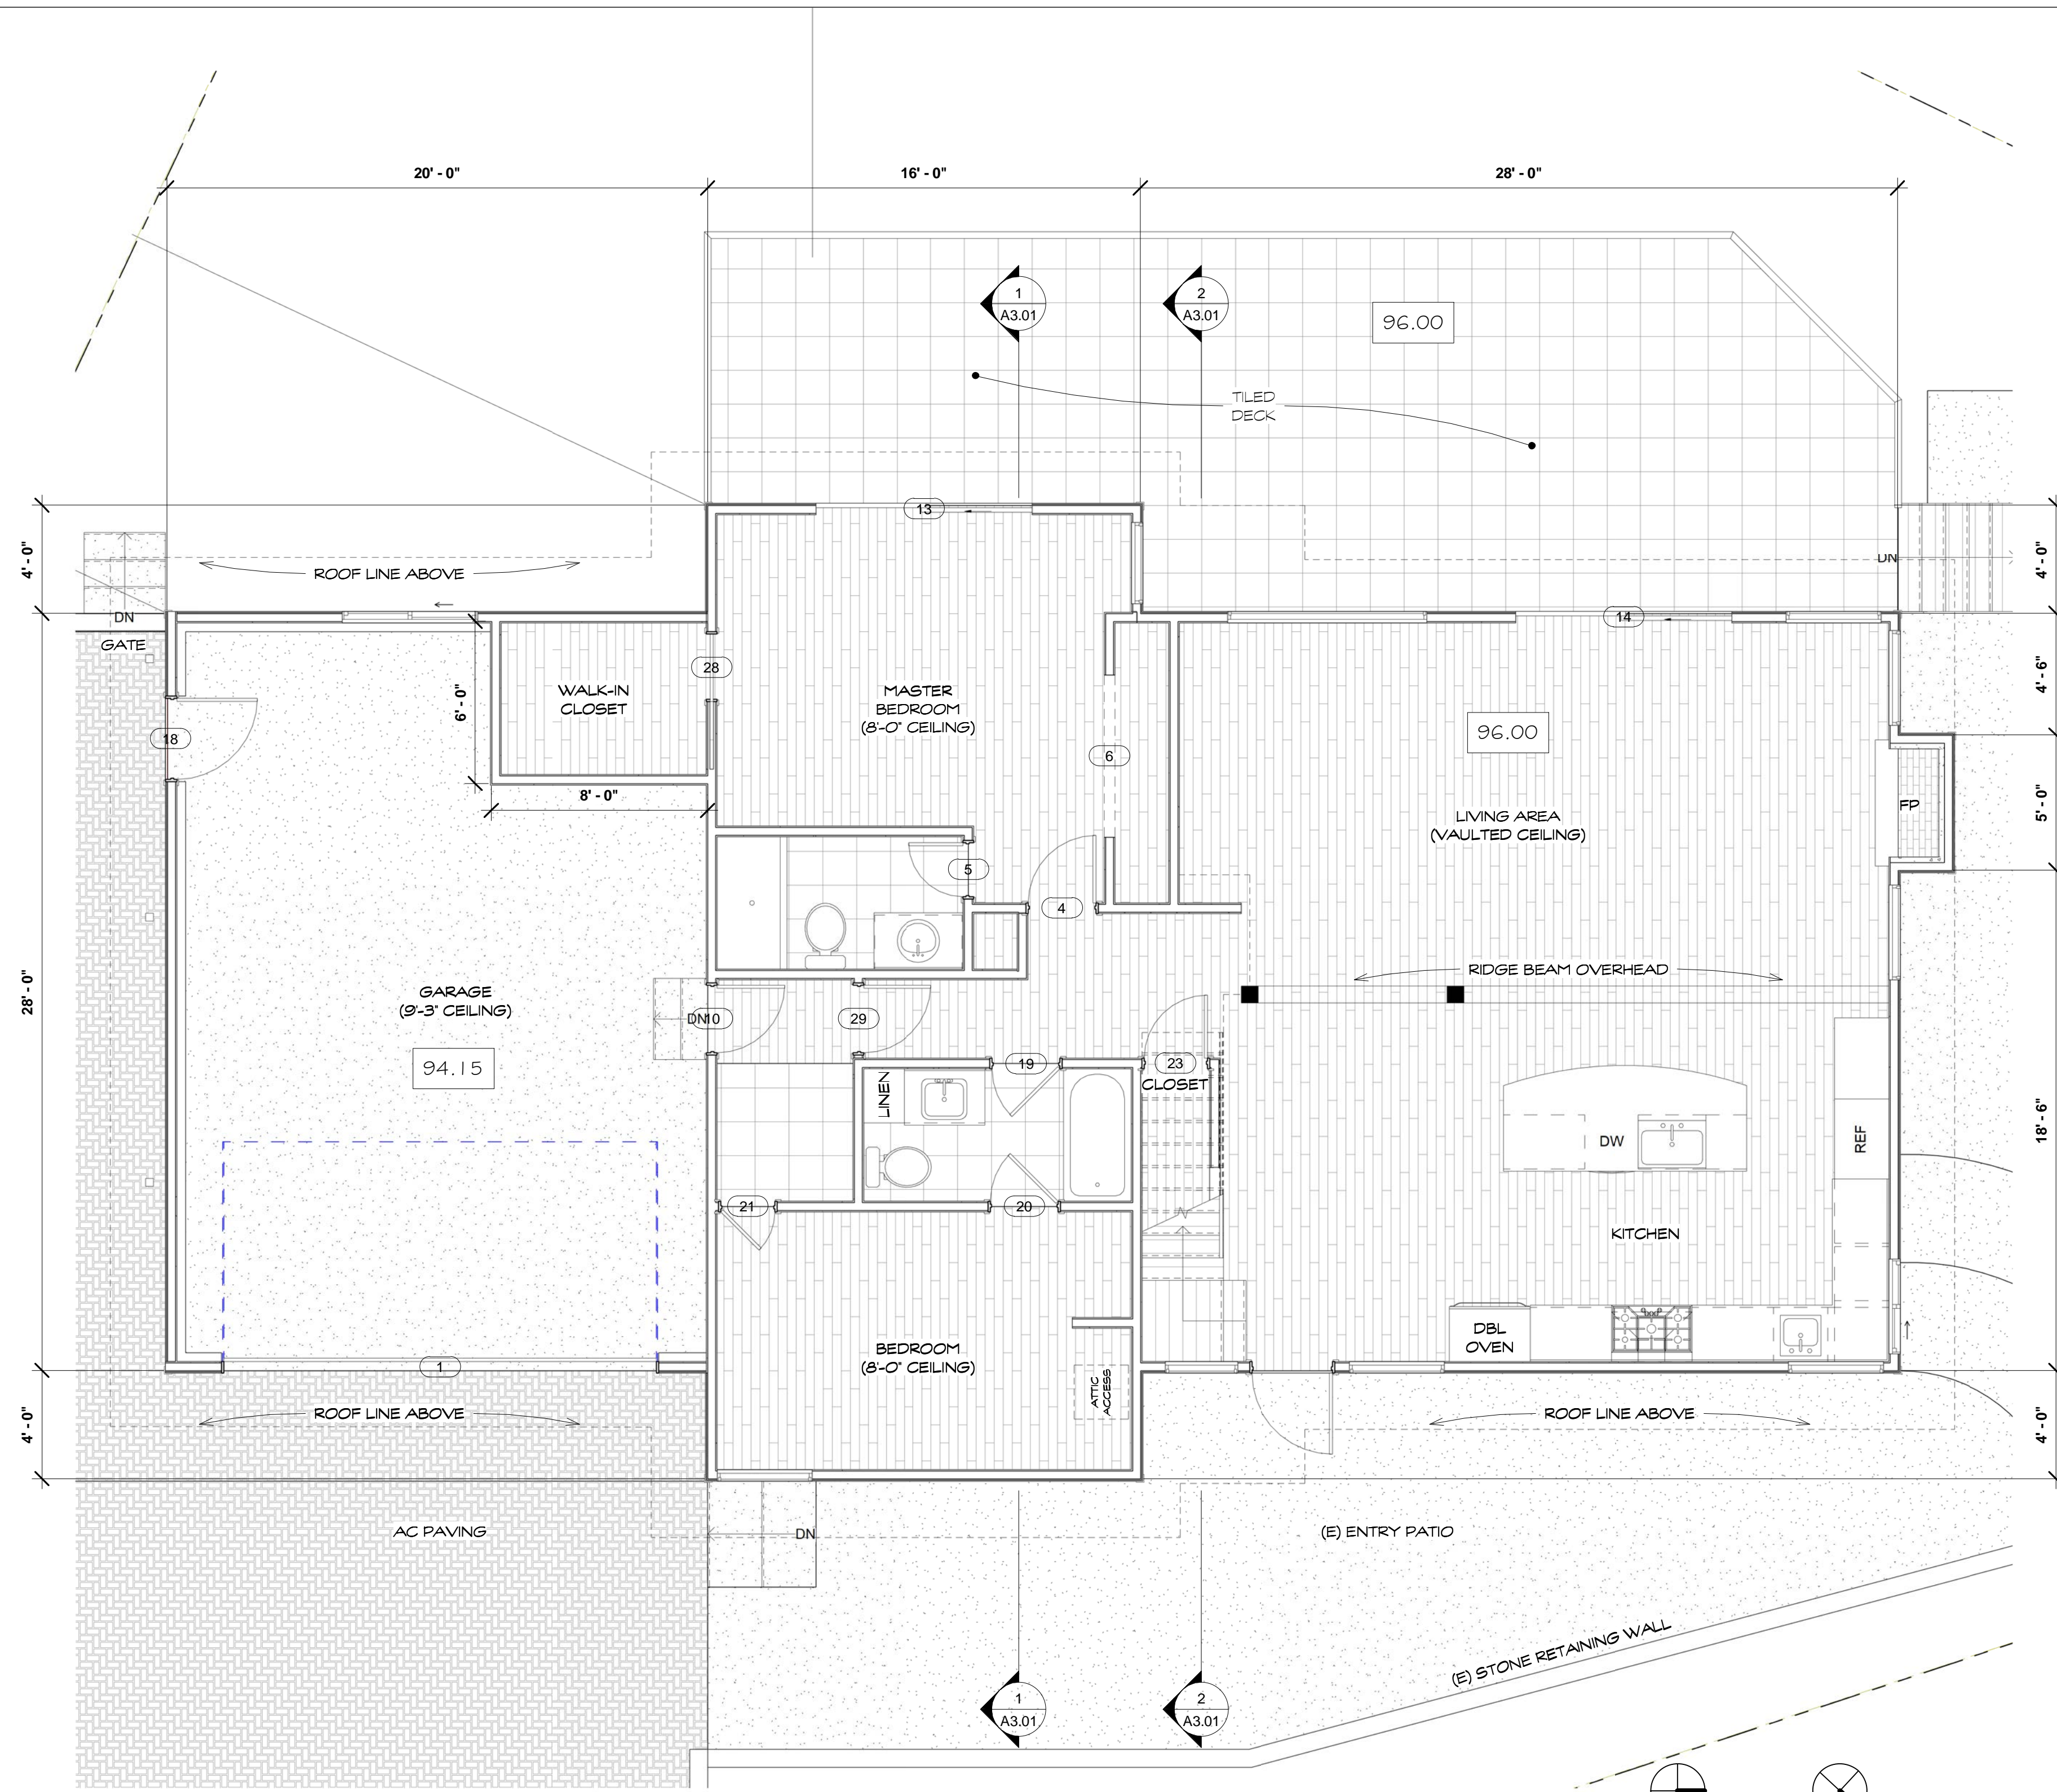 20' - 0"
16' - 0"
28' - 0"
1
A3.01
2
A3.01
96.00
TILED
DECK
13
4' - 0"
4' - 0"
DN
ROOF LINE ABOVE
DN
14
GATE
28
WALK-IN
CLOSET
6' - 0"
MASTER
BEDROOM
(8'-0" CEILING)
4' - 6"
18
96.00
6
8' - 0"
FP
5' - 0"
LIVING AREA
(VAULTED CEILING)
5
4
RIDGE BEAM OVERHEAD
28' - 0"
GARAGE
(9'-3" CEILING)
DN
10
29
94.15
19
23
CLOSET
LINEN
DW
REF
18' - 6"
21
20
KITCHEN
DBL
OVEN
BEDROOM
(8'-0" CEILING)
1
ATTIC
ACCESS
ROOF LINE ABOVE
ROOF LINE ABOVE
4' - 0"
4' - 0"
AC PAVING
DN
(E) ENTRY PATIO
(E) STONE RETAINING WALL
1
A3.01
2
A3.01